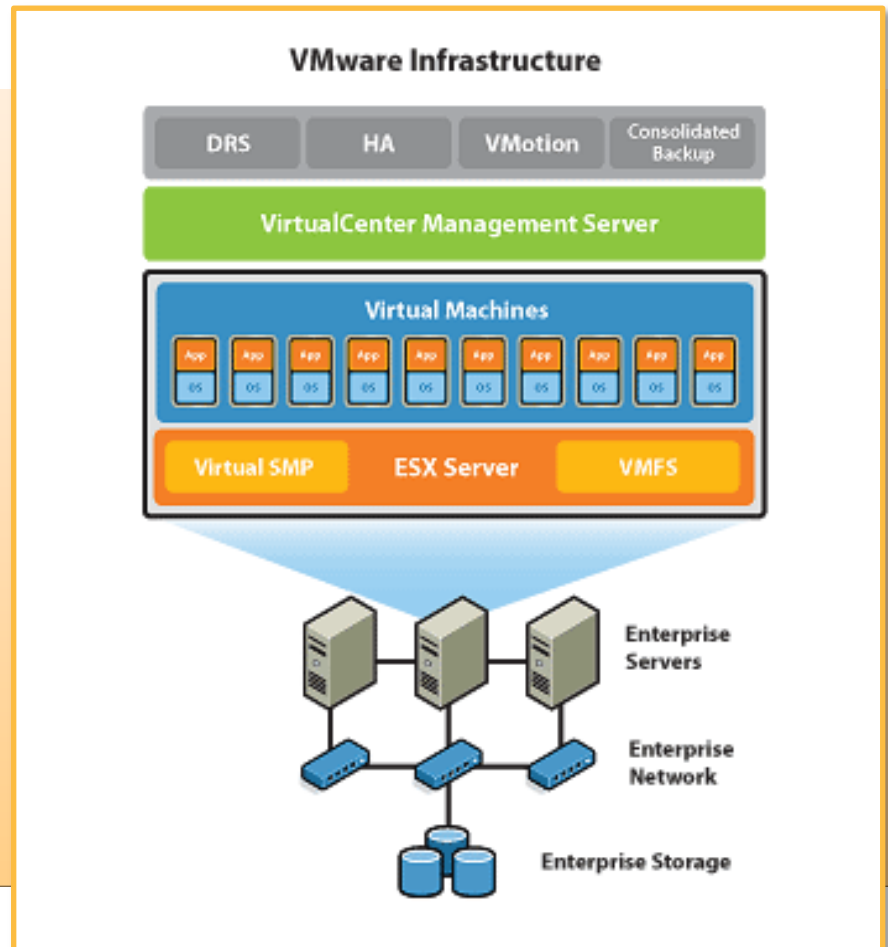 VMware Infrastructure
DRS
HA
VMotion
Consolidated
Backup
VirtualCenter Management Server
Virtual Machines
App App App App App App App App App App
OS OS OS OS OS OS OS OS OS OS
Virtual SMP
ESX Server
VMFS
Enterprise
Servers
Enterprise
Network
Enterprise Storage